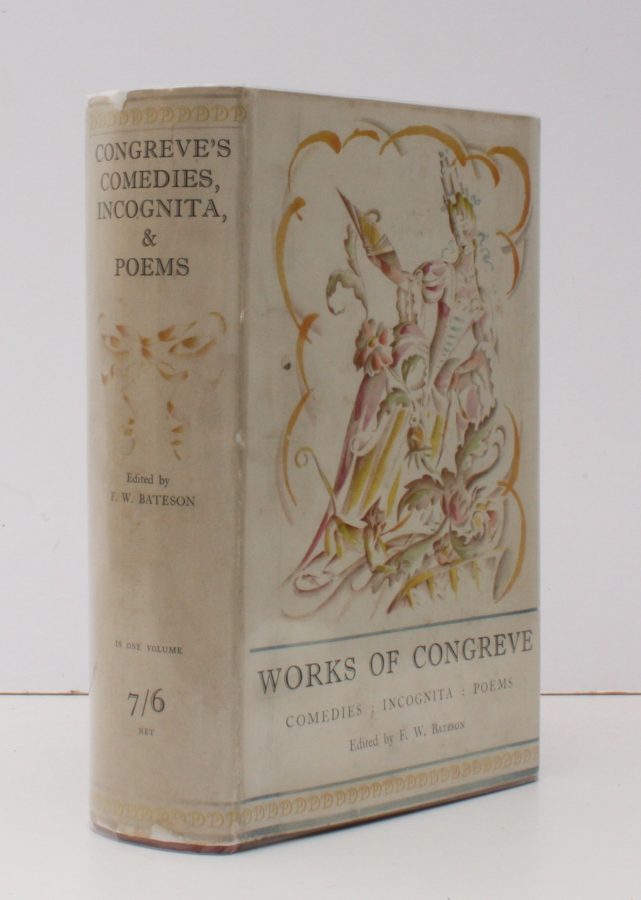 CONGREVE'S
COMEDIES,
INCOGNITA,
&
POEMS
Edited by
F. W. BATESON
IN ONE VOLUME
7/6
NET
WORKS OF CONGREVE
COMEDIES : INCOGNITA : POEMS
Edited by F. W. BATESON